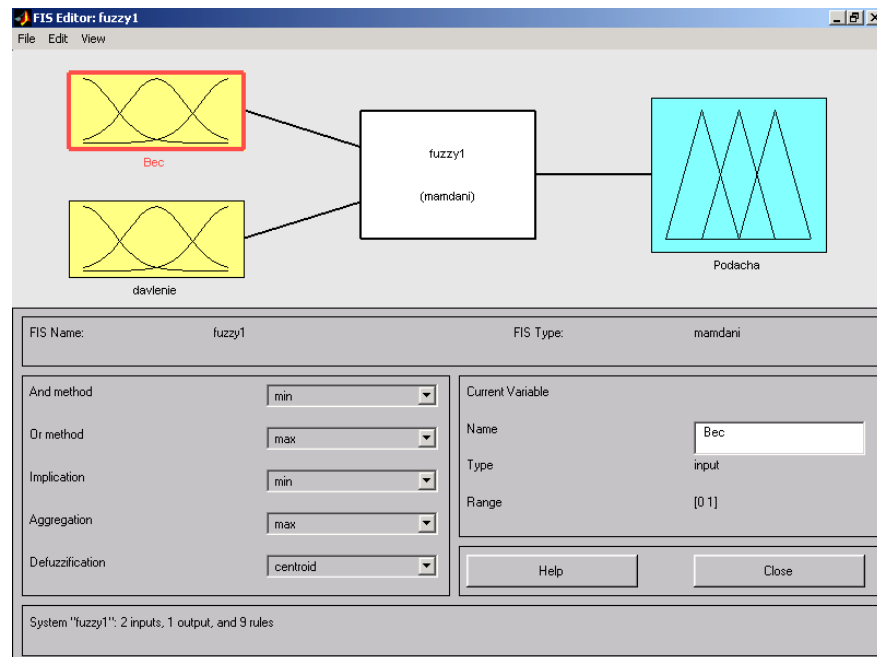 FIS Editor: fuzzy1
File Edit View
Bec
davlenie
fuzzy1
(mamdani)
Podacha
FIS Name: fuzzy1 FIS Type: mamdani
And method min
Or method max
Implication min
Aggregation max
Defuzzification centroid
Current Variable
Name Bec
Type input
Range [0 1]
Help Close
System "fuzzy1": 2 inputs, 1 output, and 9 rules